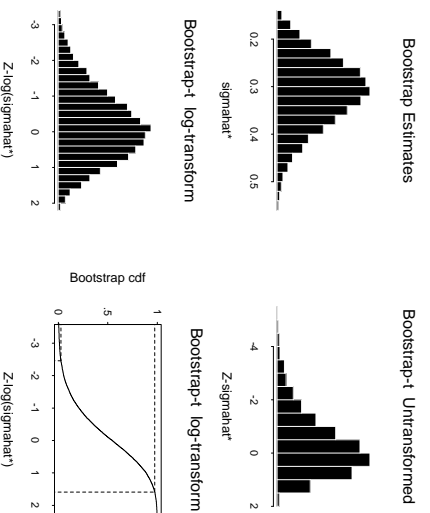 Bootstrap Estimates
0.2 0.3 0.4 0.5
sigmahat*
Bootstrap-t Untransformed
-4 -2 0 2
Z-sigmahat*
Bootstrap-t log-transform
-3 -2 -1 0 1 2
Z-log(sigmahat*)
Bootstrap-t log-transform
Bootstrap cdf
0 .5 1
-3 -2 -1 0 1 2
Z-log(sigmahat*)